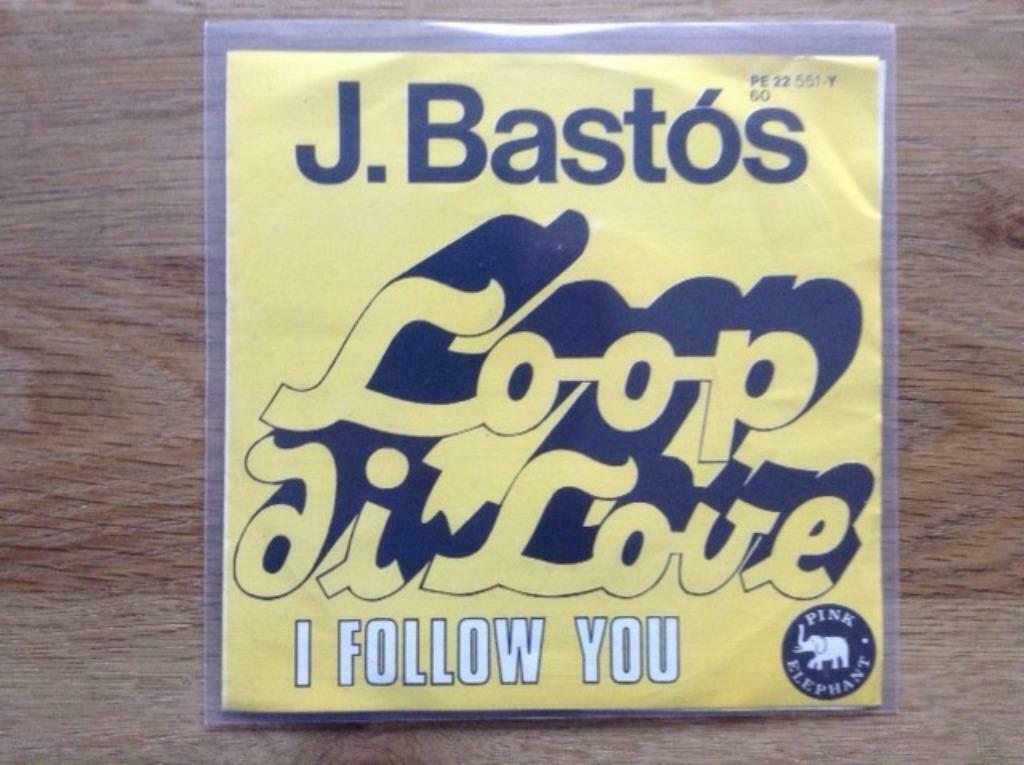 PE 22 551-Y
60
J. Bastós
Loop
di Love
I FOLLOW YOU
PINK
ELEPHANT